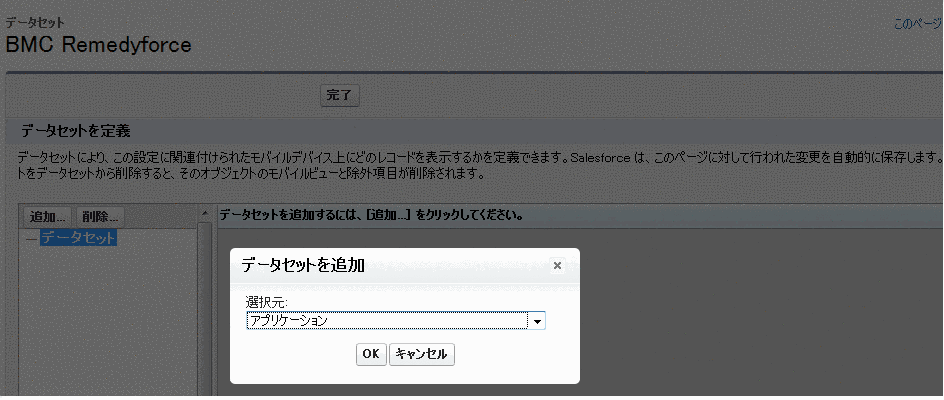 データセット
BMC Remedyforce
このページ
完了
データセットを定義
データセットにより、この設定に関連付けられたモバイルデバイス上にどのレコードを表示するかを定義できます。Salesforce は、このページに対して行われた変更を自動的に保存します。
トをデータセットから削除すると、そのオブジェクトのモバイルビューと除外項目が削除されます。
追加... 削除...
データセットを追加するには、[追加...] をクリックしてください。
データセット
データセットを追加
選択元:
アプリケーション
OK キャンセル